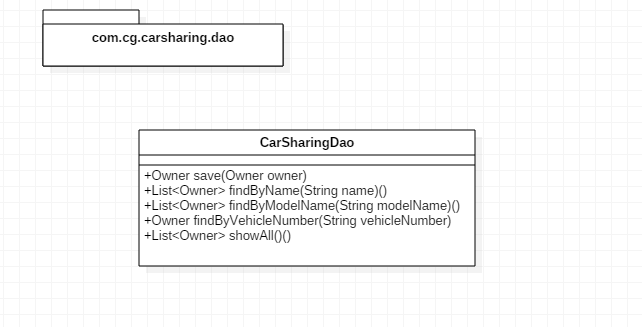 com.cg.carsharing.dao
CarSharingDao
+Owner save(Owner owner)
+List<Owner> findByName(String name)()
+List<Owner> findByModelName(String modelName)()
+Owner findByVehicleNumber(String vehicleNumber)
+List<Owner> showAll()()